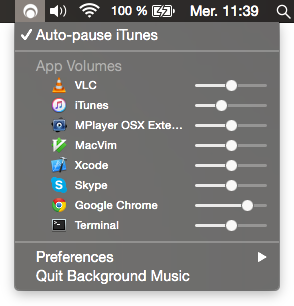 100 % Mer. 11:39
✓ Auto-pause iTunes
App Volumes
VLC
iTunes
MPlayer OSX Exte...
MacVim
Xcode
Skype
Google Chrome
Terminal
Preferences
Quit Background Music